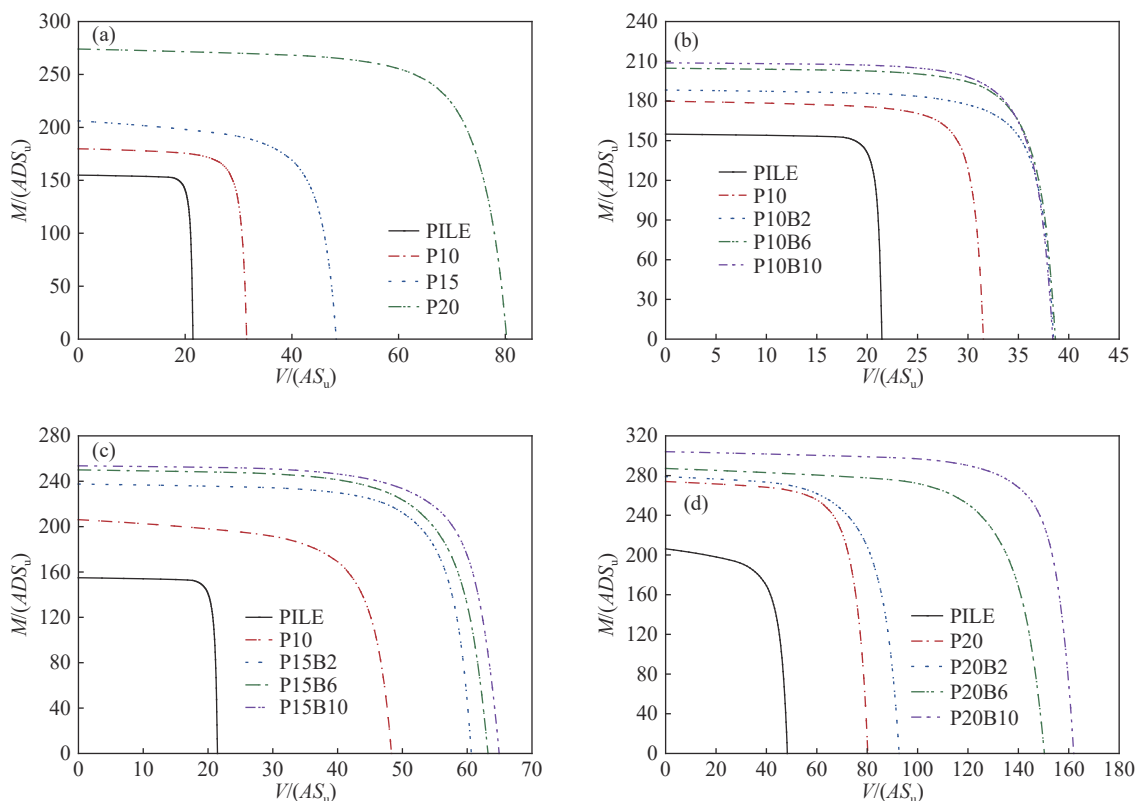 (a)
M/(ADSu)
300
250
200
150
100
50
0
PILE
P10
P15
P20
0 20 40 60 80
V/(ASu)
(b)
M/(ADSu)
240
210
180
150
120
90
60
30
0
PILE
P10
P10B2
P10B6
P10B10
0 5 10 15 20 25 30 35 40 45
V/(ASu)
(c)
M/(ADSu)
280
240
200
160
120
80
40
0
PILE
P10
P15B2
P15B6
P15B10
0 10 20 30 40 50 60 70
V/(ASu)
(d)
M/(ADSu)
320
280
240
200
160
120
80
40
0
PILE
P20
P20B2
P20B6
P20B10
0 20 40 60 80 100 120 140 160 180
V/(ASu)